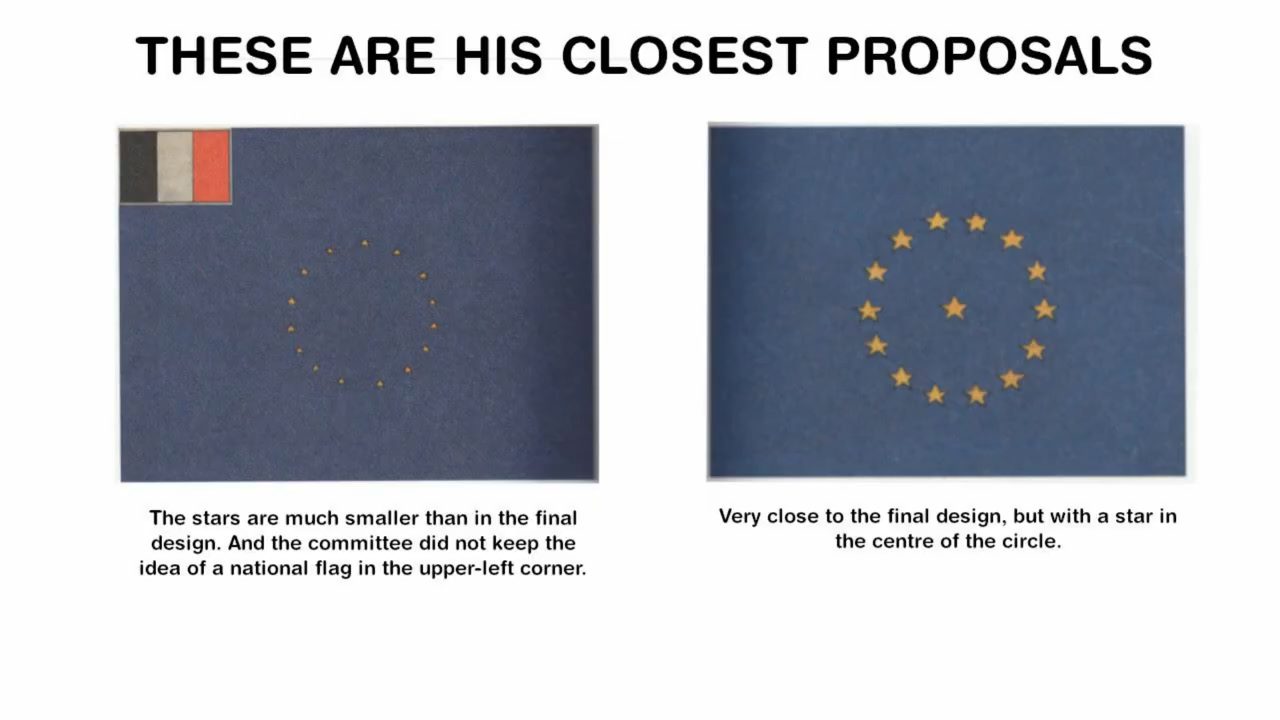 THESE ARE HIS CLOSEST PROPOSALS
The stars are much smaller than in the final
design. And the committee did not keep the
idea of a national flag in the upper-left corner.
Very close to the final design, but with a star in
the centre of the circle.